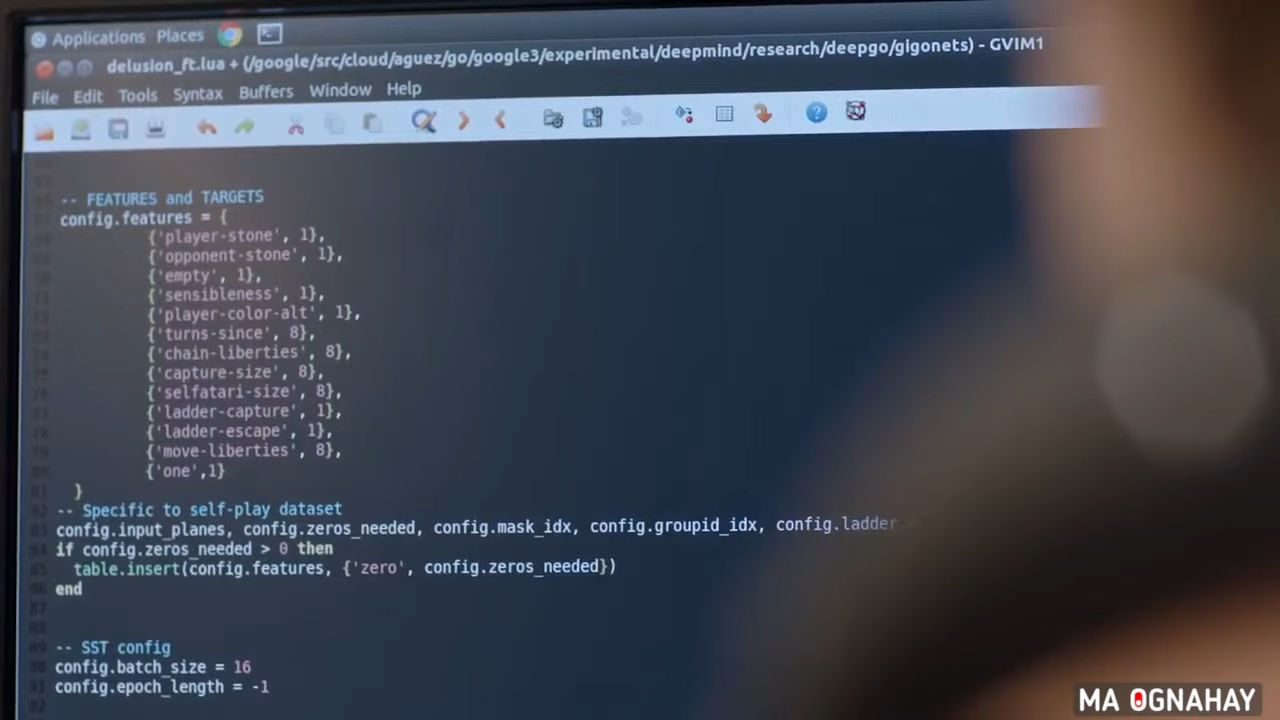 Applications Places
delusion_ft.lua + (/google/src/cloud/aguez/go/google3/experimental/deepmind/research/deepgo/gigonets) - GVIM1
File Edit Tools Syntax Buffers Window Help
-- FEATURES and TARGETS
config.features = {
{'player-stone', 1},
{'opponent-stone', 1},
{'empty', 1},
{'sensibleness', 1},
{'player-color-alt', 1},
{'turns-since', 8},
{'chain-liberties', 8},
{'capture-size', 8},
{'selfatari-size', 8},
{'ladder-capture', 1},
{'ladder-escape', 1},
{'move-liberties', 8},
{'one',1}
}
-- Specific to self-play dataset
config.input_planes, config.zeros_needed, config.mask_idx, config.groupid_idx, config.ladder
if config.zeros_needed > 0 then
table.insert(config.features, {'zero', config.zeros_needed})
end
-- SST config
config.batch_size = 16
config.epoch_length = -1
MA OGNAHAY